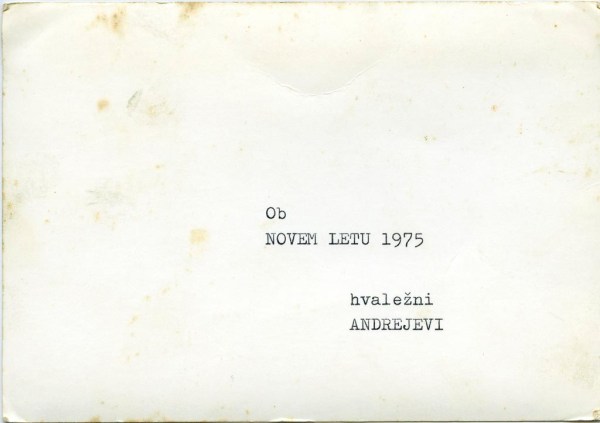 Ob
NOVEM LETU 1975
hvaležni
ANDREJEVI